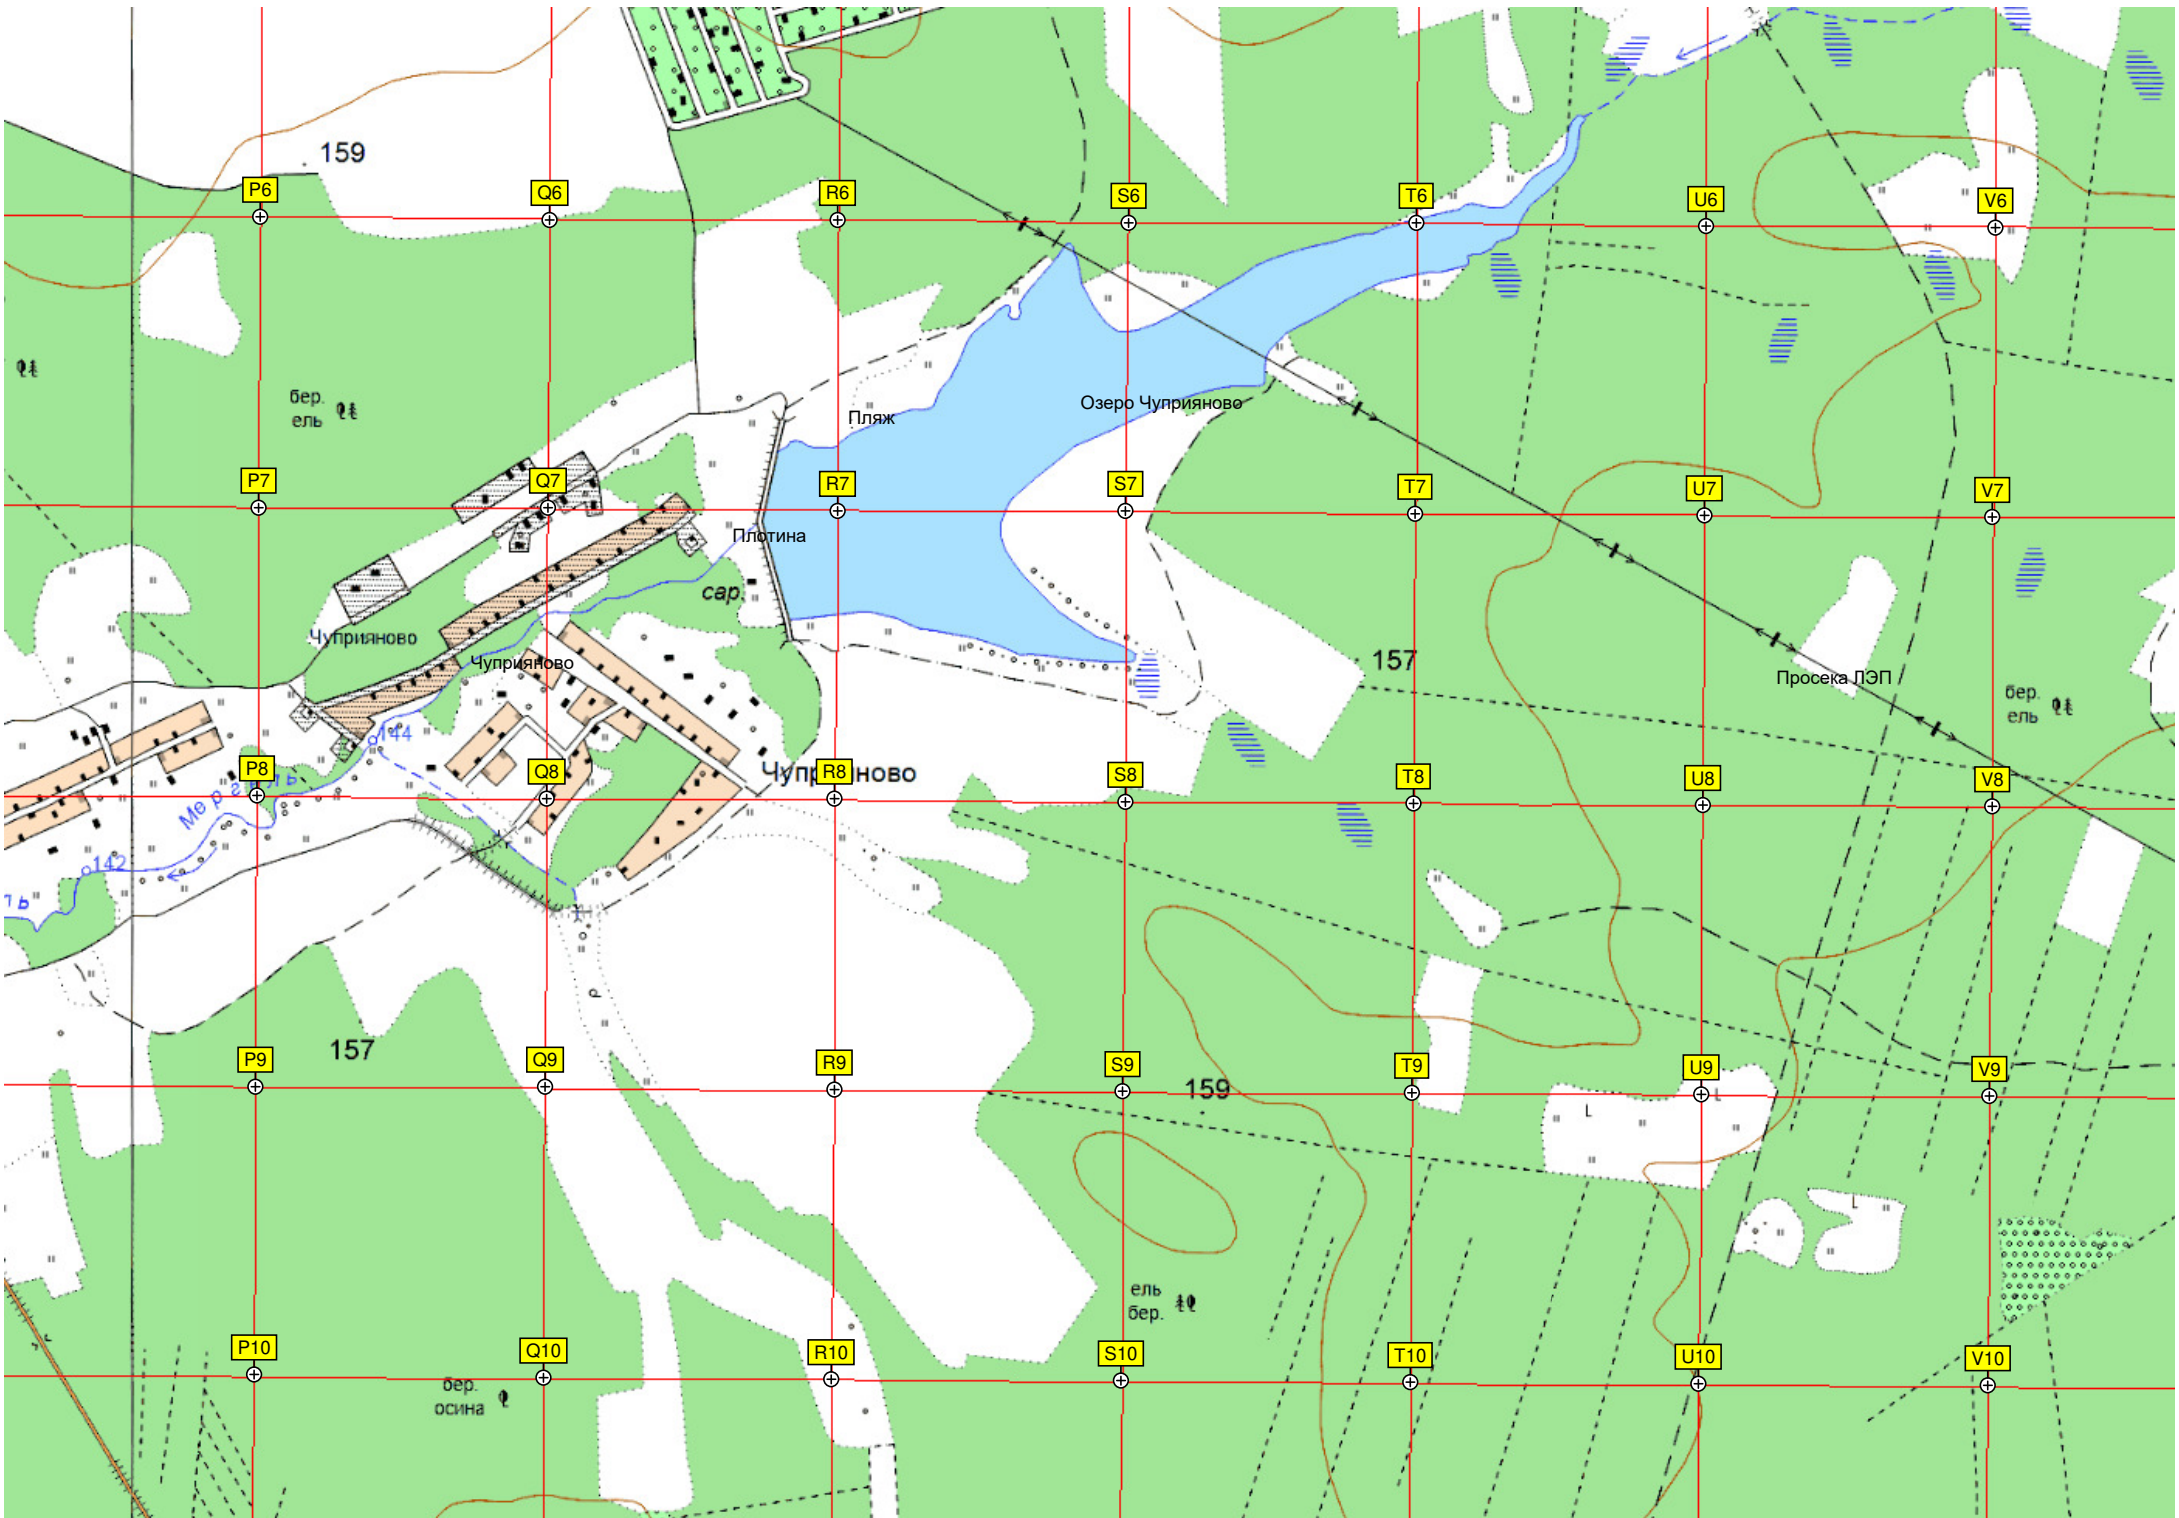 159
P6
Q6
R6
S6
T6
U6
V6
бер.
ель
Пляж
Озеро Чуприяново
P7
Q7
R7
S7
T7
U7
V7
Плотина
сар.
Чуприяново
Чуприяново
157
Просека ЛЭП
бер.
ель
144
P8
Q8
Чуприяново
R8
S8
T8
U8
V8
Мергель
142
ль
157
P9
Q9
R9
S9
159
T9
U9
V9
ель
бер.
P10
Q10
R10
S10
T10
U10
V10
бер.
осина